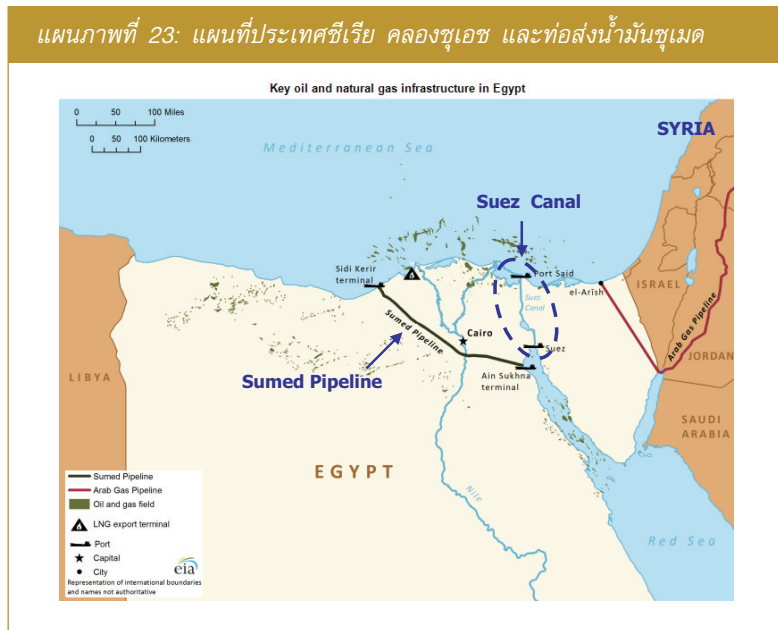 แผนภาพที่ 23: แผนที่ประเทศซีเรีย คลองซุเอซ และท่อส่งน้ำมันซุเมด
Key oil and natural gas infrastructure in Egypt
0 50 100 Miles
0 50 100 Kilometers
SYRIA
Mediterranean Sea
Suez Canal
Sidi Kerir
terminal
Port Said
el-Arīsh
ISRAEL
Suez
Canal
Sumed Pipeline
Cairo
Arab Gas Pipeline
Suez
JORDAN
LIBYA
Sumed Pipeline
Ain Sukhna
terminal
SAUDI
ARABIA
EGYPT
Nile
Red Sea
Sumed Pipeline
Arab Gas Pipeline
Oil and gas field
LNG export terminal
Port
Capital
City
eia
Representation of international boundaries
and names not authoritative